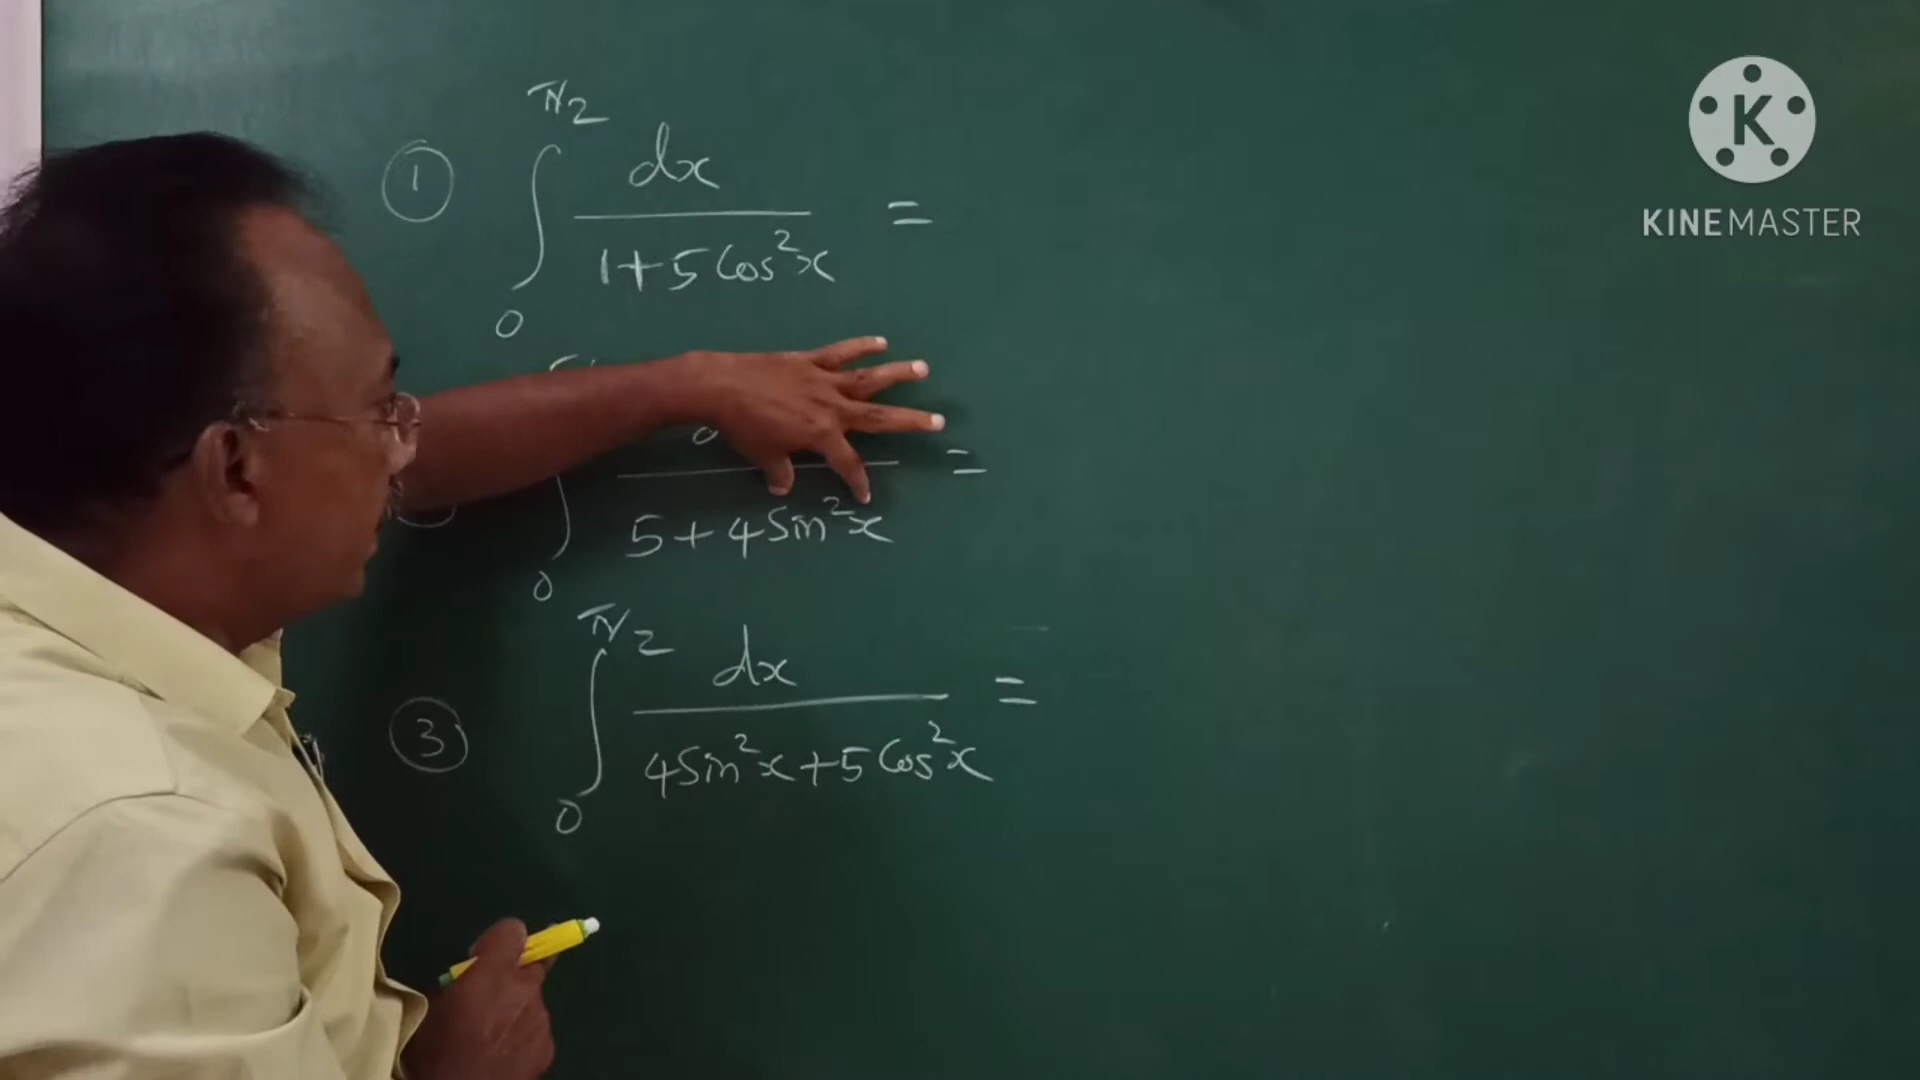 π/2
① ∫ dx =
1+5Cos²x
0
=
5+4Sin²x
0
π/2
③ ∫ dx =
4Sin²x+5Cos²x
0
K
KINEMASTER